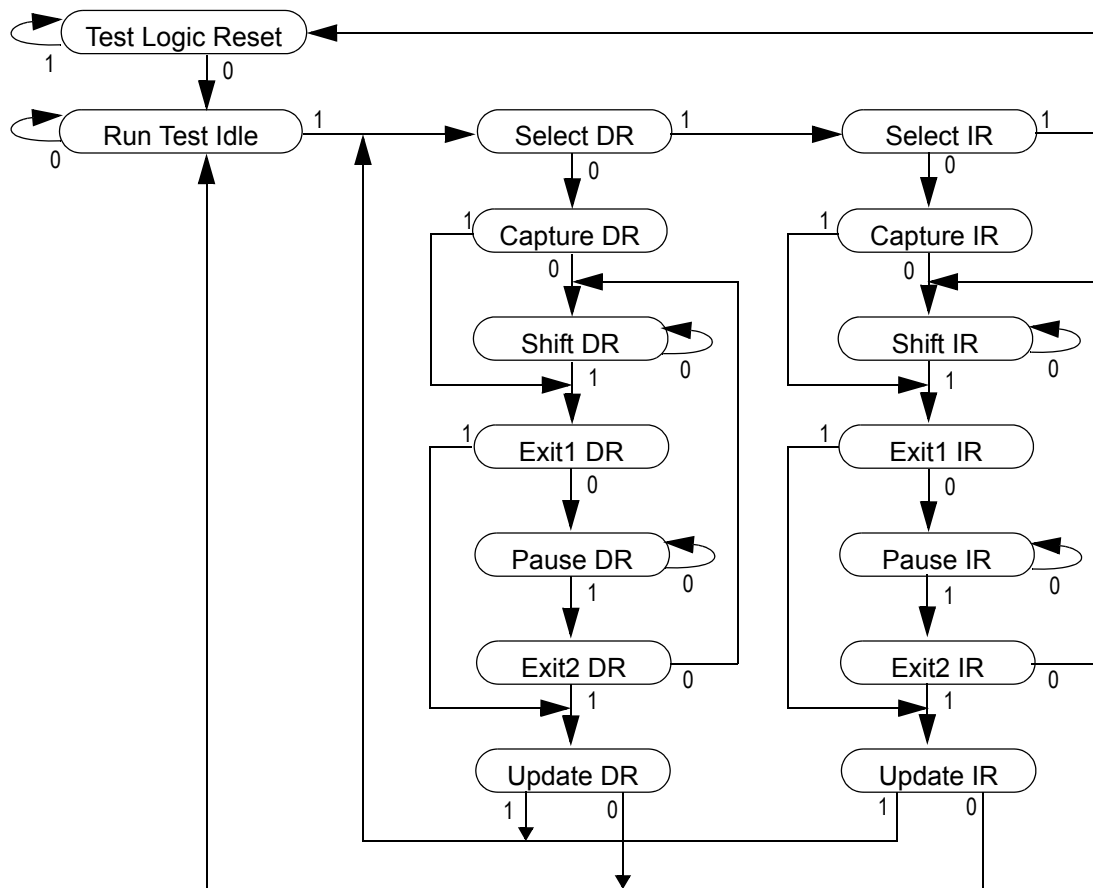 Test Logic Reset
1
0
Run Test Idle
1
Select DR
1
Select IR
1
0
0
0
1
Capture DR
1
Capture IR
0
0
Shift DR
0
Shift IR
0
1
1
1
Exit1 DR
1
Exit1 IR
0
0
Pause DR
0
Pause IR
0
1
1
Exit2 DR
0
Exit2 IR
0
1
1
Update DR
Update IR
1
0
1
0